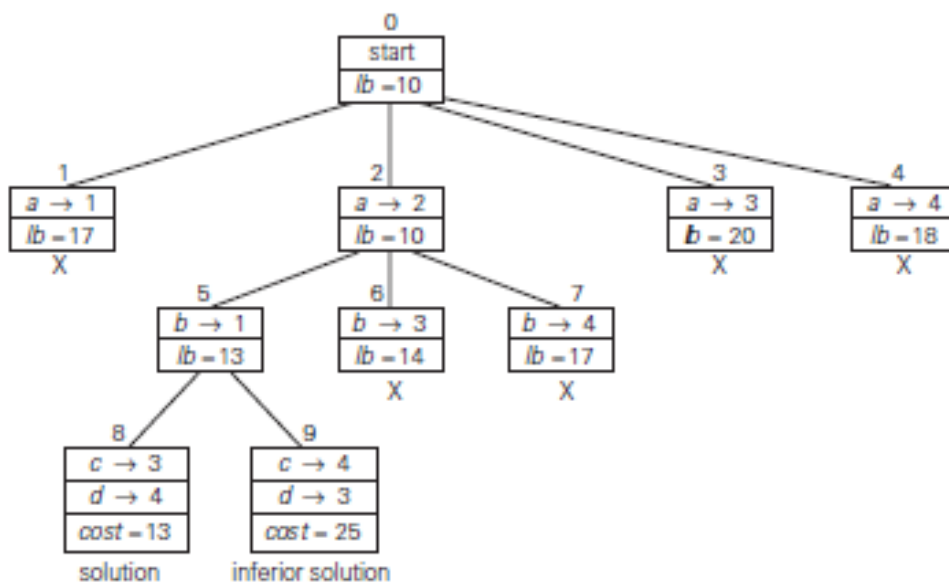 0
start
lb = 10
1 2 3 4
a → 1 a → 2 a → 3 a → 4
lb = 17 lb = 10 lb = 20 lb = 18
X X X
5 6 7
b → 1 b → 3 b → 4
lb = 13 lb = 14 lb = 17
X X
8 9
c → 3 c → 4
d → 4 d → 3
cost = 13 cost = 25
solution inferior solution